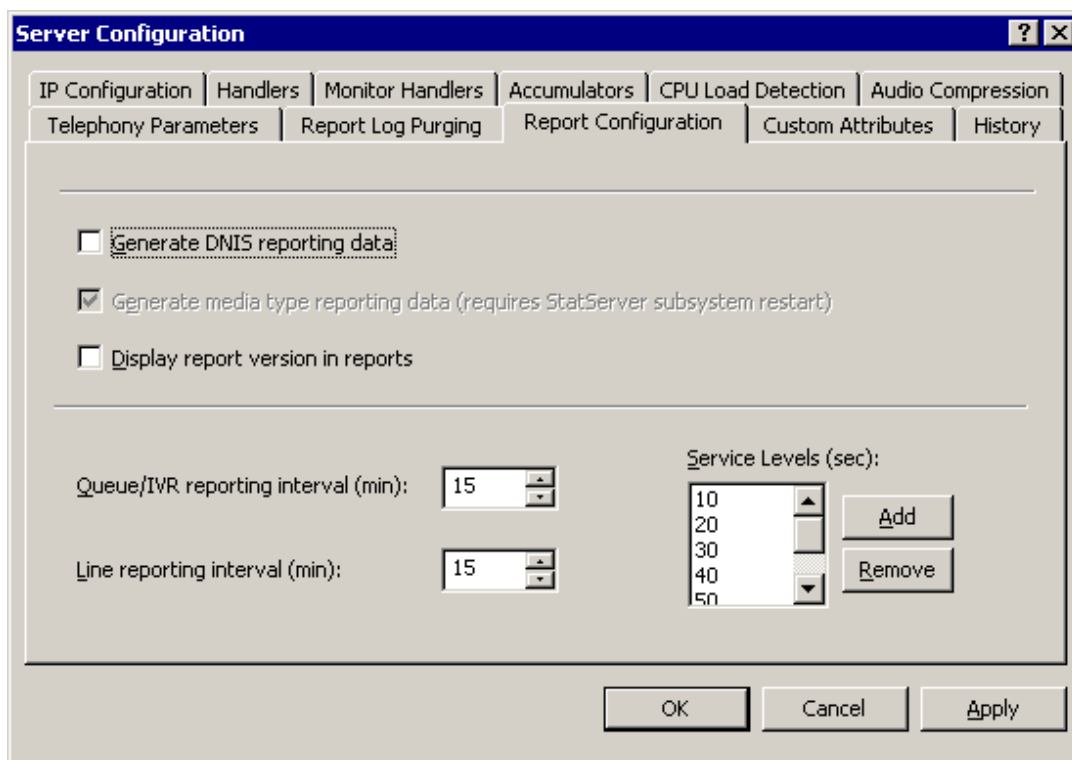 Server Configuration
IP Configuration Handlers Monitor Handlers Accumulators CPU Load Detection Audio Compression
Telephony Parameters Report Log Purging Report Configuration Custom Attributes History
Generate DNIS reporting data
Generate media type reporting data (requires StatServer subsystem restart)
Display report version in reports
Service Levels (sec):
Queue/IVR reporting interval (min): 15
10
20
30
40
50
Add
Line reporting interval (min): 15
Remove
OK Cancel Apply